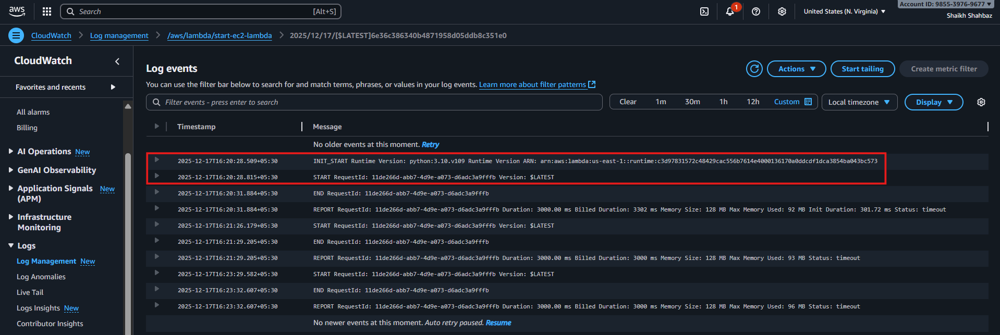 aws
Search [Alt+S]
1
United States (N. Virginia)
Account ID: 9855-3976-9677
Shaikh Shahbaz
CloudWatch
Log management
/aws/lambda/start-ec2-lambda
2025/12/17/[$LATEST]6e36c386340b4871958d05ddb8c351e0
CloudWatch
Favorites and recents
All alarms
Billing
AI Operations New
GenAI Observability
Application Signals New
(APM)
Infrastructure
Monitoring
Logs
Log Management New
Log Anomalies
Live Tail
Logs Insights New
Contributor Insights
Log events
Actions
Start tailing
Create metric filter
You can use the filter bar below to search for and match terms, phrases, or values in your log events. Learn more about filter patterns
Filter events - press enter to search
Clear 1m 30m 1h 12h Custom
Local timezone
Display
Timestamp Message
No older events at this moment. Retry
2025-12-17T16:20:28.509+05:30 INIT_START Runtime Version: python:3.10.v109 Runtime Version ARN: arn:aws:lambda:us-east-1::runtime:c3d97831572c48429cac556b7614e4000136170a0ddcdf1dca3854ba043bc573
2025-12-17T16:20:28.815+05:30 START RequestId: 11de266d-abb7-4d9e-a073-d6adc3a9fffb Version: $LATEST
2025-12-17T16:20:31.884+05:30 END RequestId: 11de266d-abb7-4d9e-a073-d6adc3a9fffb
2025-12-17T16:20:31.884+05:30 REPORT RequestId: 11de266d-abb7-4d9e-a073-d6adc3a9fffb Duration: 3000.00 ms Billed Duration: 3302 ms Memory Size: 128 MB Max Memory Used: 92 MB Init Duration: 301.72 ms Status: timeout
2025-12-17T16:21:26.179+05:30 START RequestId: 11de266d-abb7-4d9e-a073-d6adc3a9fffb Version: $LATEST
2025-12-17T16:21:29.205+05:30 END RequestId: 11de266d-abb7-4d9e-a073-d6adc3a9fffb
2025-12-17T16:21:29.205+05:30 REPORT RequestId: 11de266d-abb7-4d9e-a073-d6adc3a9fffb Duration: 3000.00 ms Billed Duration: 3000 ms Memory Size: 128 MB Max Memory Used: 93 MB Status: timeout
2025-12-17T16:23:29.582+05:30 START RequestId: 11de266d-abb7-4d9e-a073-d6adc3a9fffb Version: $LATEST
2025-12-17T16:23:32.607+05:30 END RequestId: 11de266d-abb7-4d9e-a073-d6adc3a9fffb
2025-12-17T16:23:32.607+05:30 REPORT RequestId: 11de266d-abb7-4d9e-a073-d6adc3a9fffb Duration: 3000.00 ms Billed Duration: 3000 ms Memory Size: 128 MB Max Memory Used: 96 MB Status: timeout
No newer events at this moment. Auto retry paused. Resume